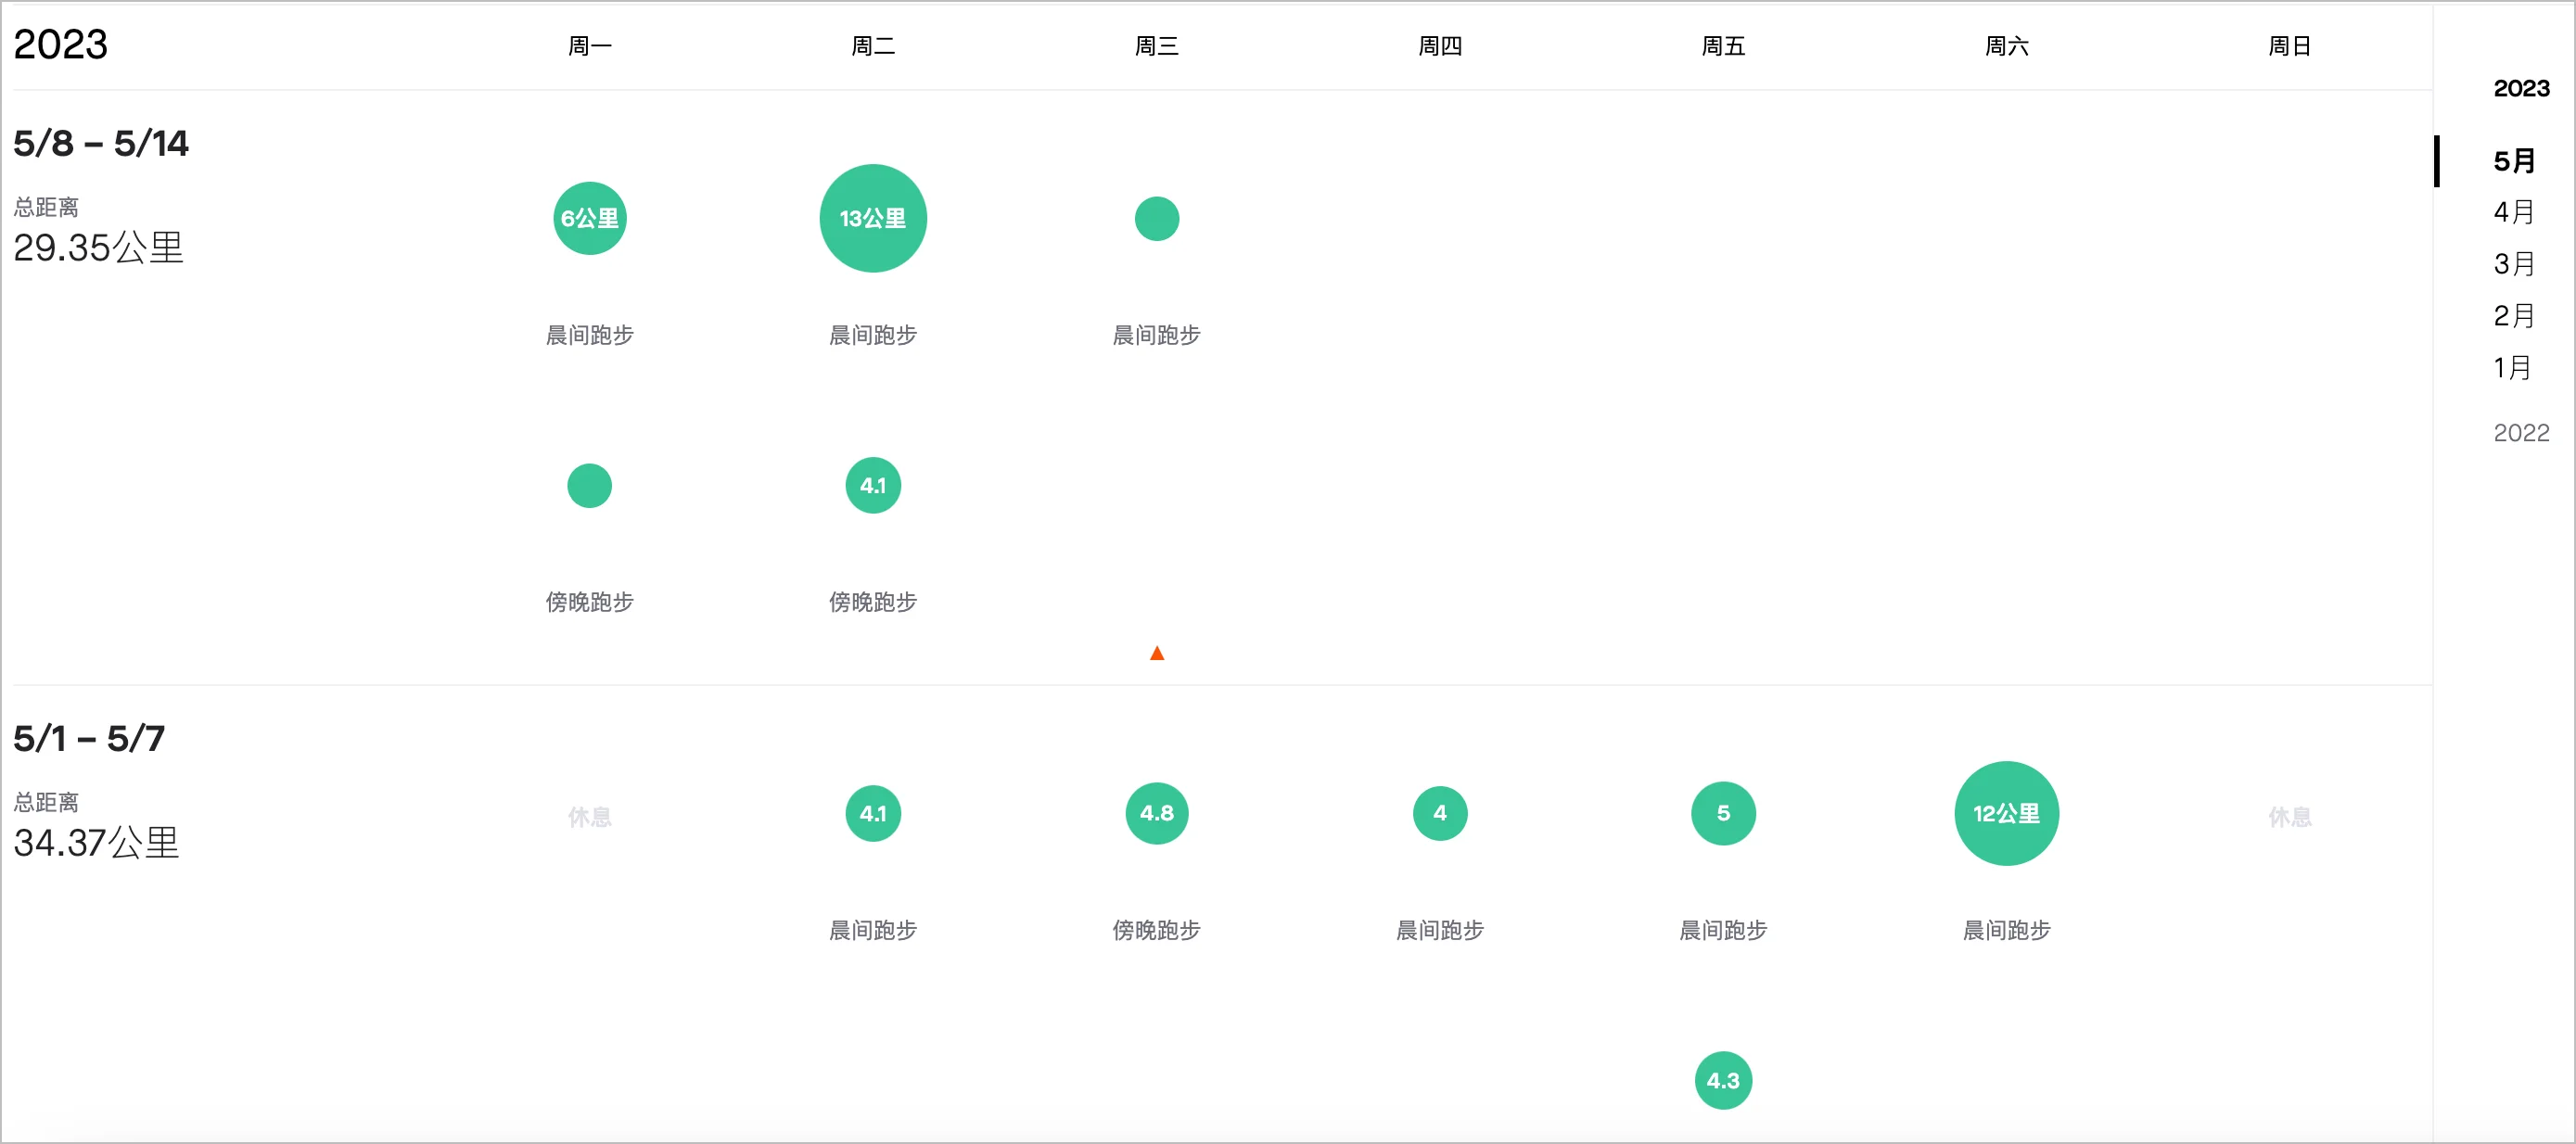 2023 周一 周二 周三 周四 周五 周六 周日
5/8 – 5/14
总距离
29.35公里
6公里 13公里
晨间跑步 晨间跑步 晨间跑步
4.1
傍晚跑步 傍晚跑步
▲
5/1 – 5/7
总距离
34.37公里
休息 4.1 4.8 4 5 12公里 休息
晨间跑步 傍晚跑步 晨间跑步 晨间跑步 晨间跑步
4.3
2023
5月
4月
3月
2月
1月
2022